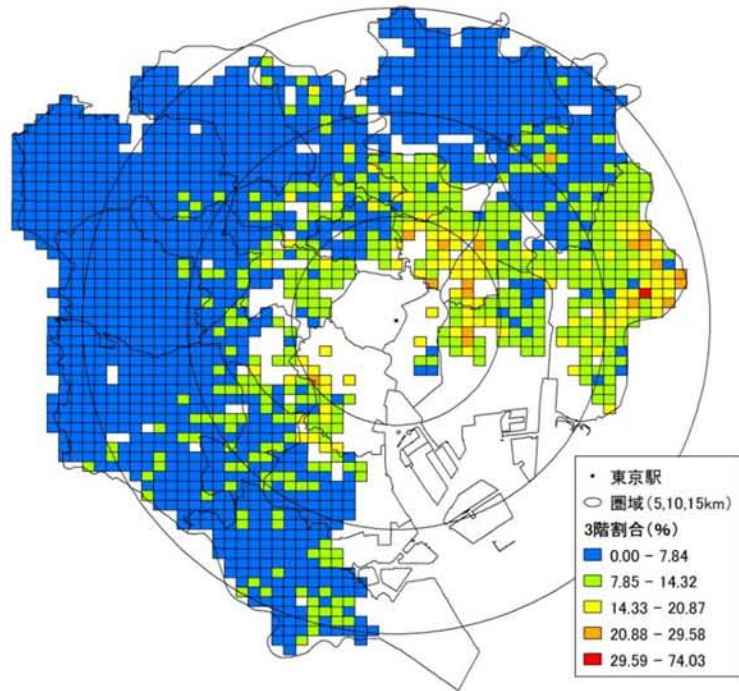 東京駅
圏域(5,10,15km)
3階割合(%)
0.00 - 7.84
7.85 - 14.32
14.33 - 20.87
20.88 - 29.58
29.59 - 74.03